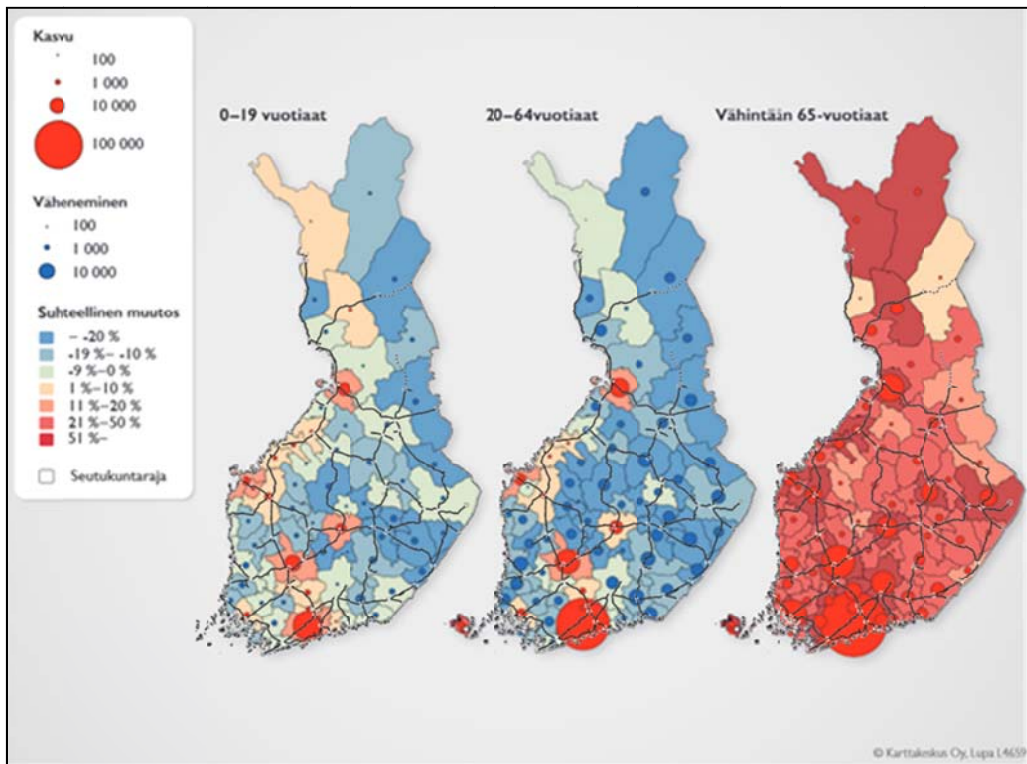 Kasvu
100
1 000
10 000
100 000
Väheneminen
100
1 000
10 000
Suhteellinen muutos
– -20 %
-19 %– -10 %
-9 %–0 %
1 %–10 %
11 %–20 %
21 %–50 %
51 %–
Seutukuntaraja
0–19 vuotiaat
20–64vuotiaat
Vähintään 65-vuotiaat
© Karttakeskus Oy, Lupa L4659